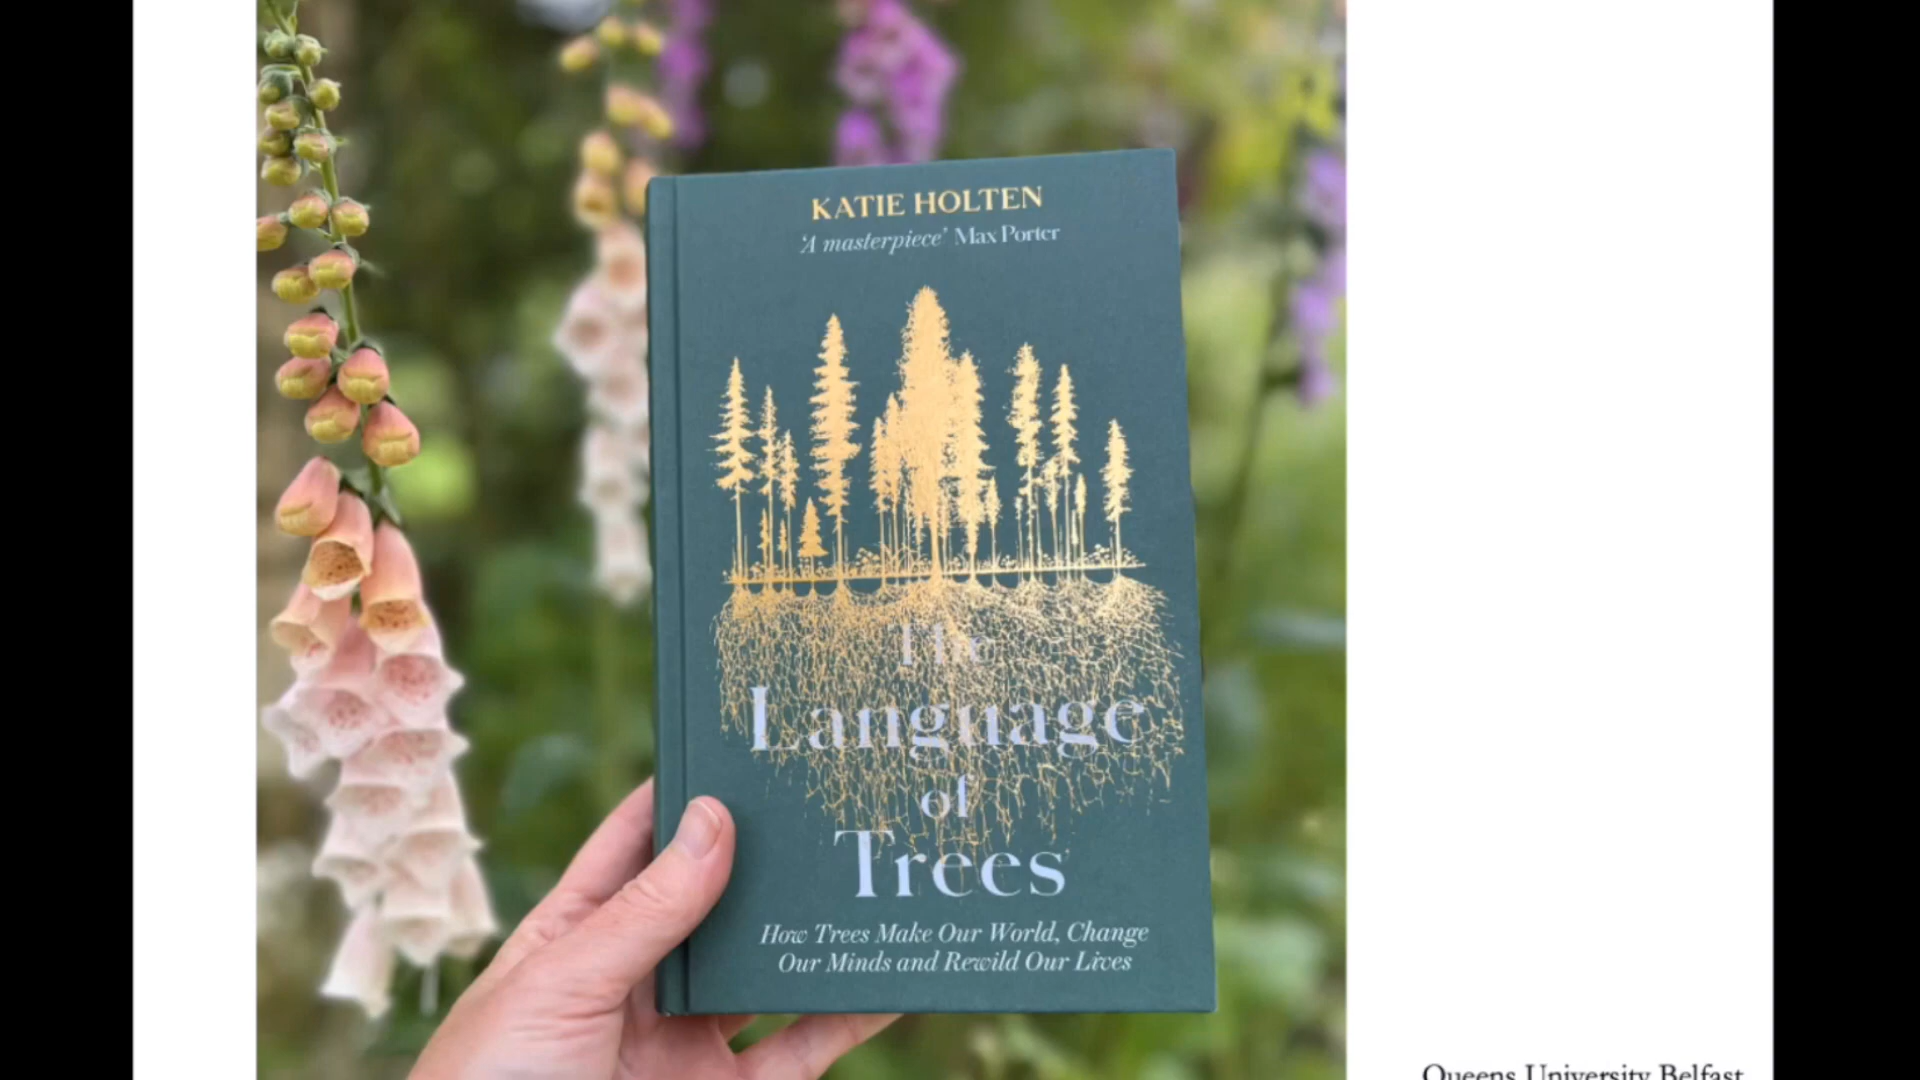 KATIE HOLTEN
‘A masterpiece’ Max Porter
The
Language
of
Trees
How Trees Make Our World, Change
Our Minds and Rewild Our Lives
Queens University Belfast